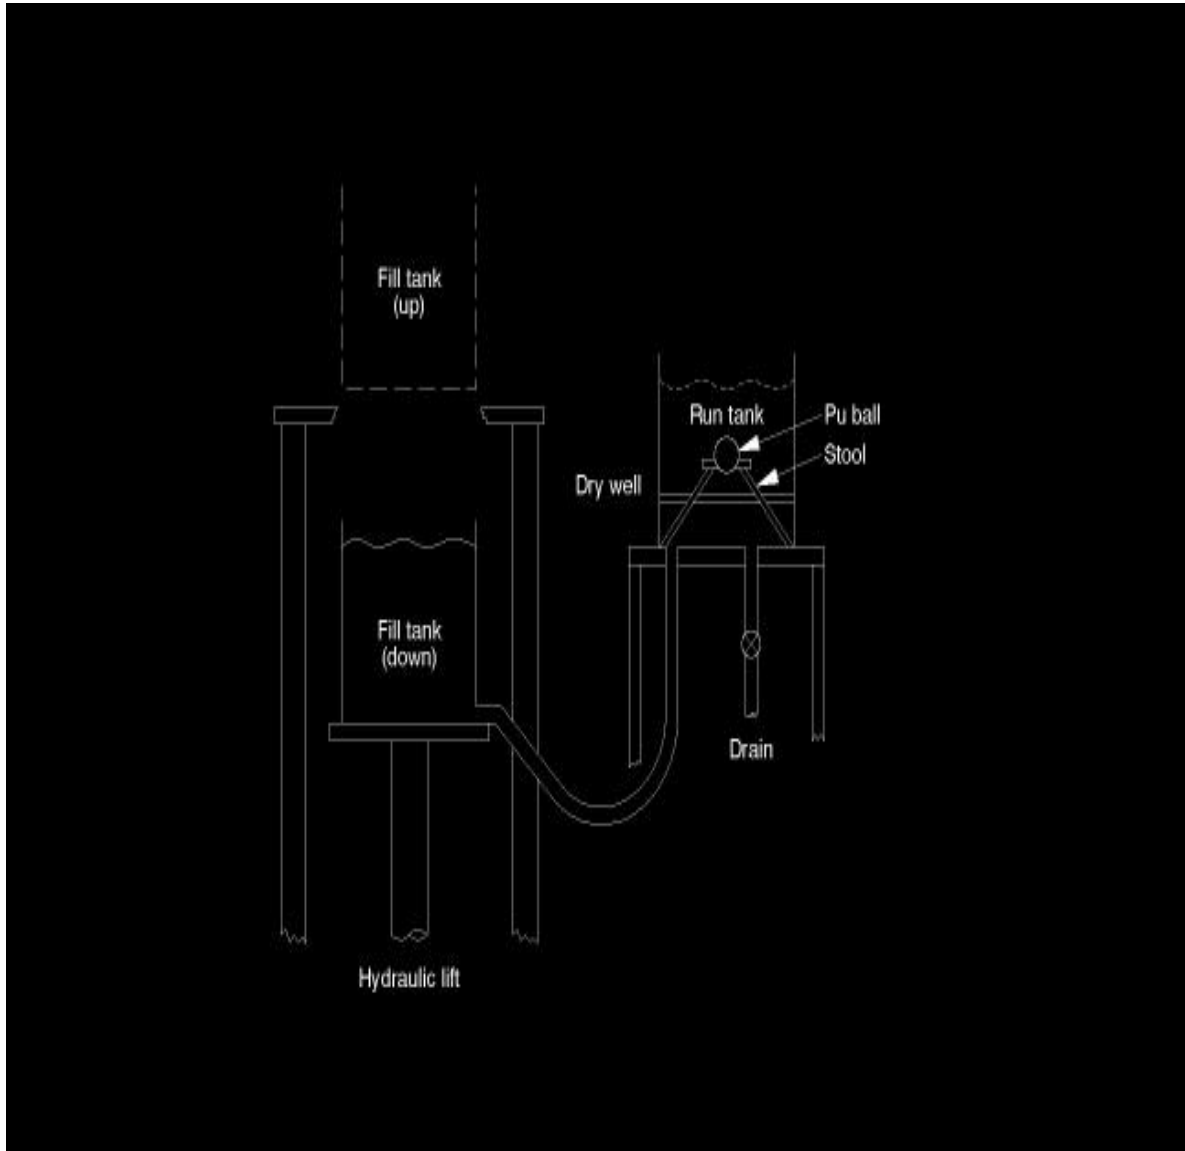 Fill tank
(up)
Run tank
Pu ball
Stool
Dry well
Fill tank
(down)
Drain
Hydraulic lift